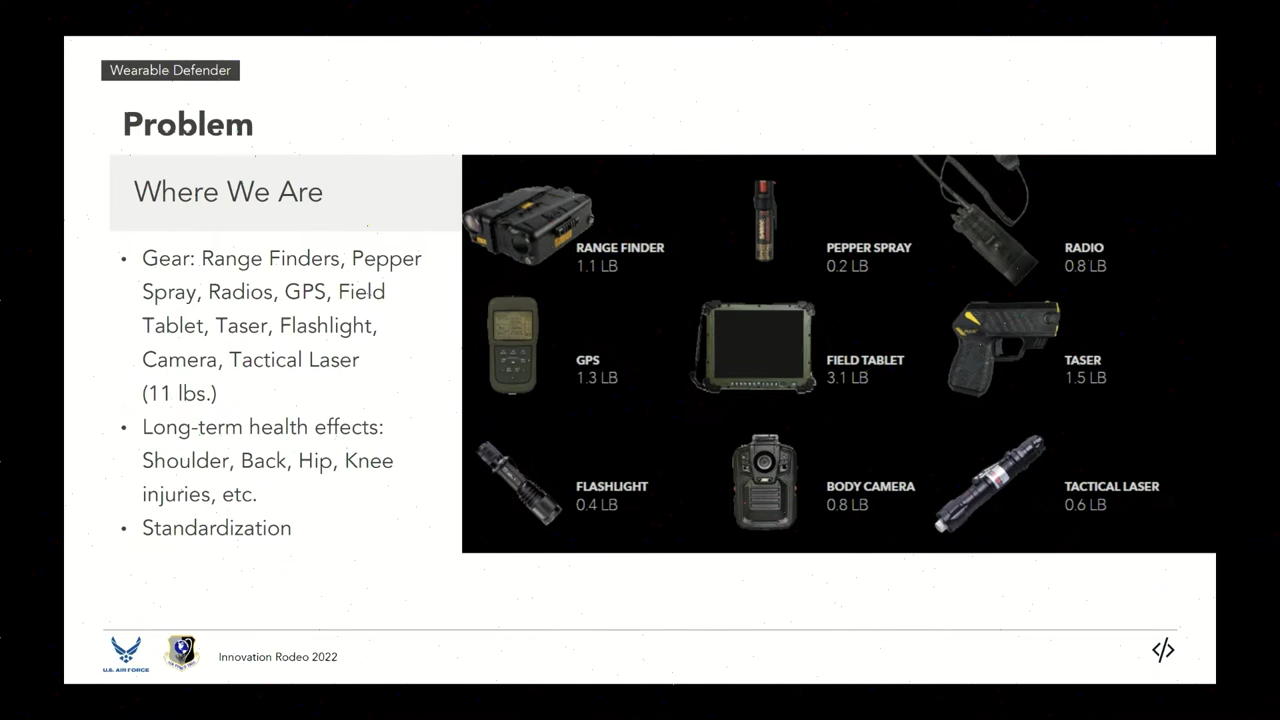 Wearable Defender
Problem
Where We Are
• Gear: Range Finders, Pepper
Spray, Radios, GPS, Field
Tablet, Taser, Flashlight,
Camera, Tactical Laser
(11 lbs.)
• Long-term health effects:
Shoulder, Back, Hip, Knee
injuries, etc.
• Standardization
RANGE FINDER
1.1 LB
PEPPER SPRAY
0.2 LB
RADIO
0.8 LB
GPS
1.3 LB
FIELD TABLET
3.1 LB
TASER
1.5 LB
FLASHLIGHT
0.4 LB
BODY CAMERA
0.8 LB
TACTICAL LASER
0.6 LB
U.S. AIR FORCE
Innovation Rodeo 2022
<//>